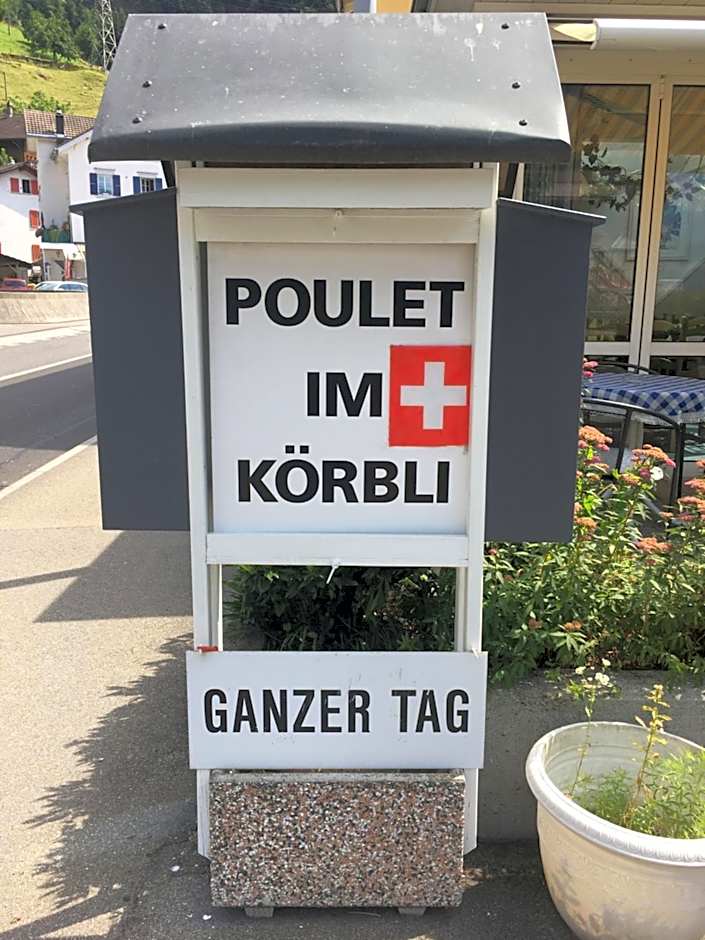 POULET
IM
KÖRBLI
GANZER TAG